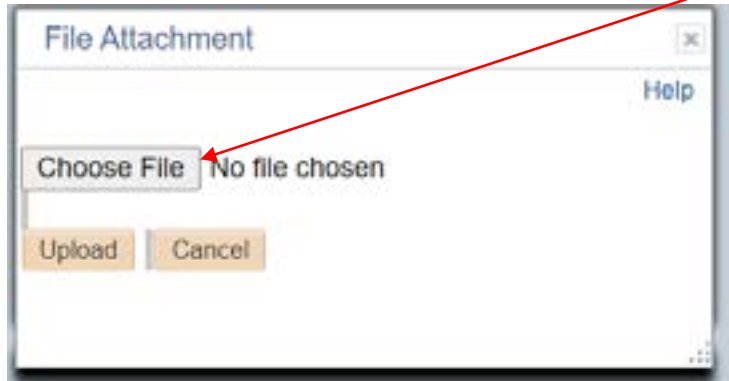 File Attachment
Help
Choose File No file chosen
Upload Cancel